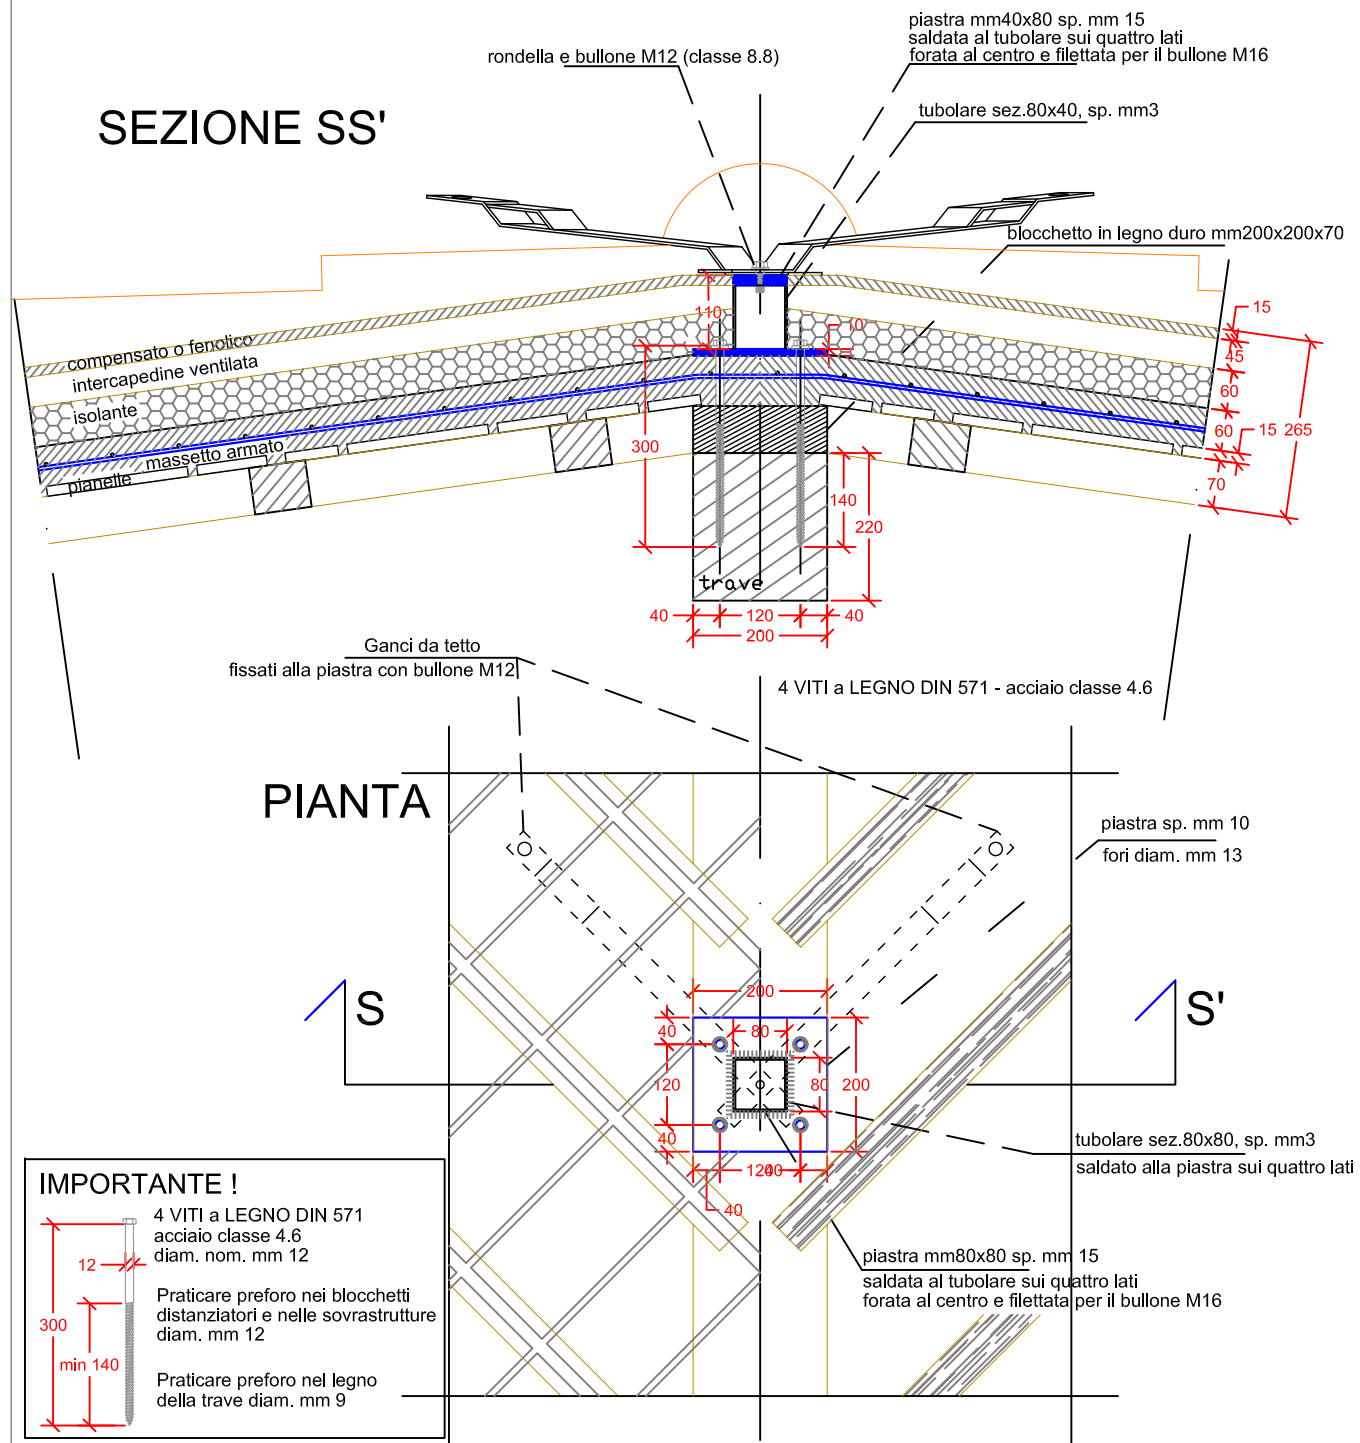 piastra mm40x80 sp. mm 15
saldata al tubolare sui quattro lati
forata al centro e filettata per il bullone M16
rondella e bullone M12 (classe 8.8)
tubolare sez.80x40, sp. mm3
SEZIONE SS'
blocchetto in legno duro mm200x200x70
110
10
15
45
60
60
15
265
70
compensato o fenolico
intercapedine ventilata
isolante
massetto armato
pianelle
300
140
220
trave
40
120
40
200
Ganci da tetto
fissati alla piastra con bullone M12
4 VITI a LEGNO DIN 571 - acciaio classe 4.6
PIANTA
piastra sp. mm 10
fori diam. mm 13
S
S'
200
40
80
120
80
200
40
120
40
40
tubolare sez.80x80, sp. mm3
saldato alla piastra sui quattro lati
piastra mm80x80 sp. mm 15
saldata al tubolare sui quattro lati
forata al centro e filettata per il bullone M16
IMPORTANTE !
4 VITI a LEGNO DIN 571
acciaio classe 4.6
diam. nom. mm 12
12
Praticare preforo nei blocchetti
distanziatori e nelle sovrastrutture
diam. mm 12
300
min 140
Praticare preforo nel legno
della trave diam. mm 9